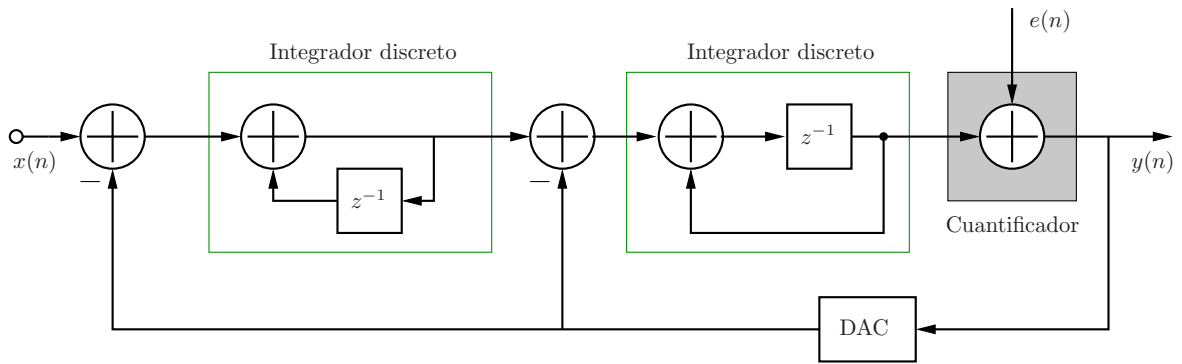 e(n)
Integrador discreto
Integrador discreto
x(n)
z⁻¹
z⁻¹
y(n)
−
−
Cuantificador
DAC